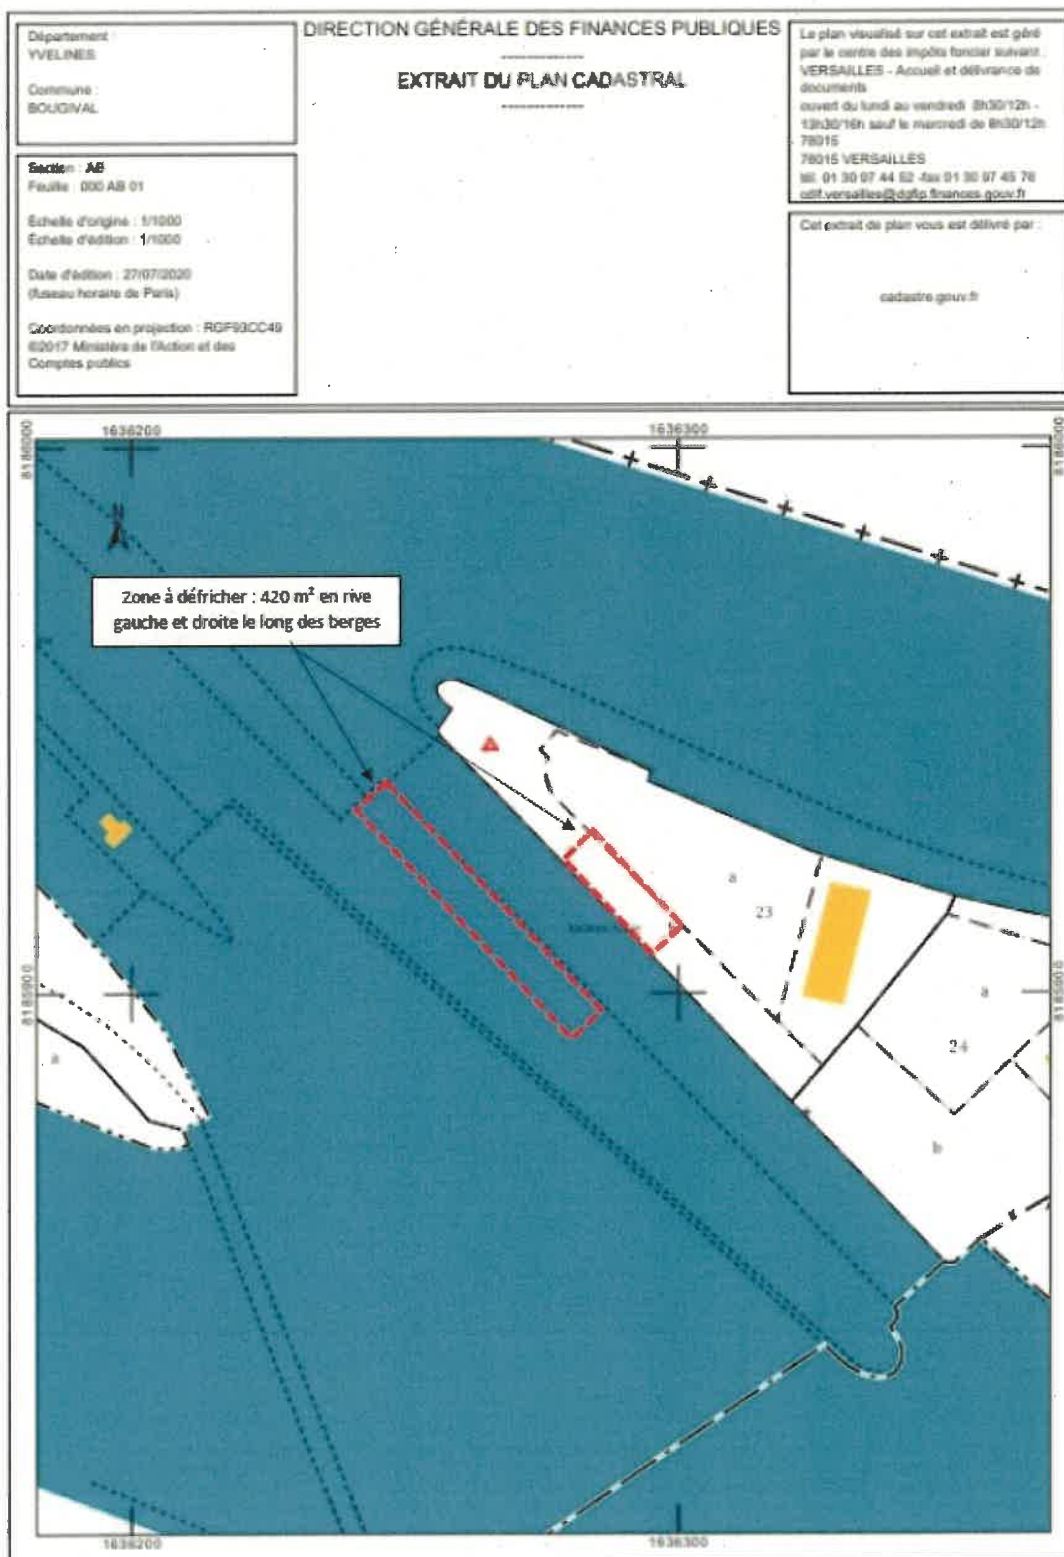 Département :
YVELINES
Commune :
BOUGIVAL
Section : AB
Feuille : 000 AB 01
Échelle d'origine : 1/1000
Échelle d'édition : 1/1000
Date d'édition : 27/07/2020
(fuseau horaire de Paris)
Coordonnées en projection : RGF93CC49
©2017 Ministère de l'Action et des
Comptes publics
DIRECTION GÉNÉRALE DES FINANCES PUBLIQUES
EXTRAIT DU PLAN CADASTRAL
Le plan visualisé sur cet extrait est géré
par le centre des impôts foncier suivant :
VERSAILLES - Accueil et délivrance de
documents
ouvert du lundi au vendredi 8h30/12h -
13h30/16h sauf le mercredi de 8h30/12h
78015
78015 VERSAILLES
tél. 01 30 97 44 52 -fax 01 30 97 45 76
cdif.versailles@dgfip.finances.gouv.fr
Cet extrait de plan vous est délivré par :
cadastre.gouv.fr
1636200
1636300
8186000
8186000
N
Zone à défricher : 420 m² en rive
gauche et droite le long des berges
a
23
8185900
8185900
a
24
a
b
1636200
1636300